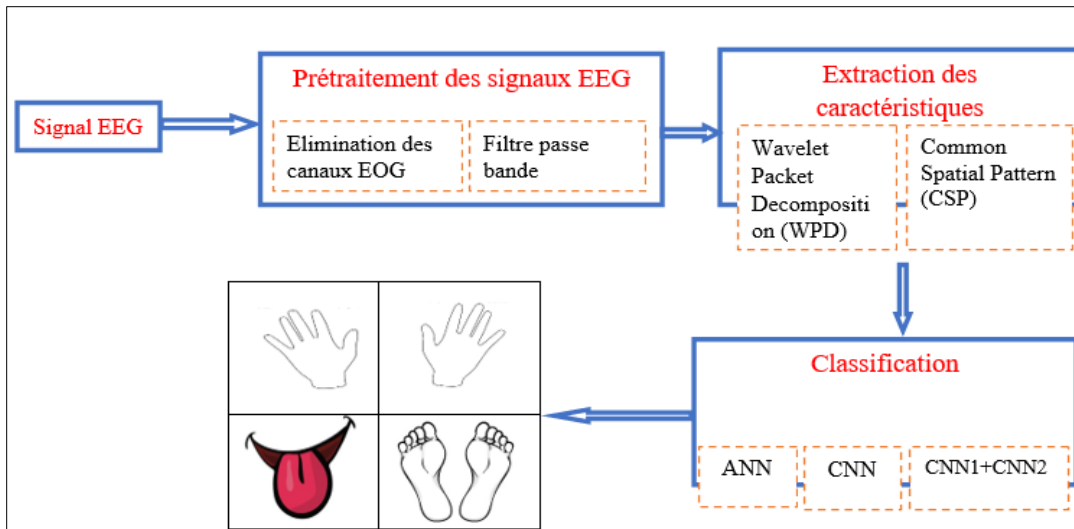 Signal EEG
Prétraitement des signaux EEG
Elimination des
canaux EOG
Filtre passe
bande
Extraction des
caractéristiques
Wavelet
Packet
Decompositi
on (WPD)
Common
Spatial Pattern
(CSP)
Classification
ANN
CNN
CNN1+CNN2